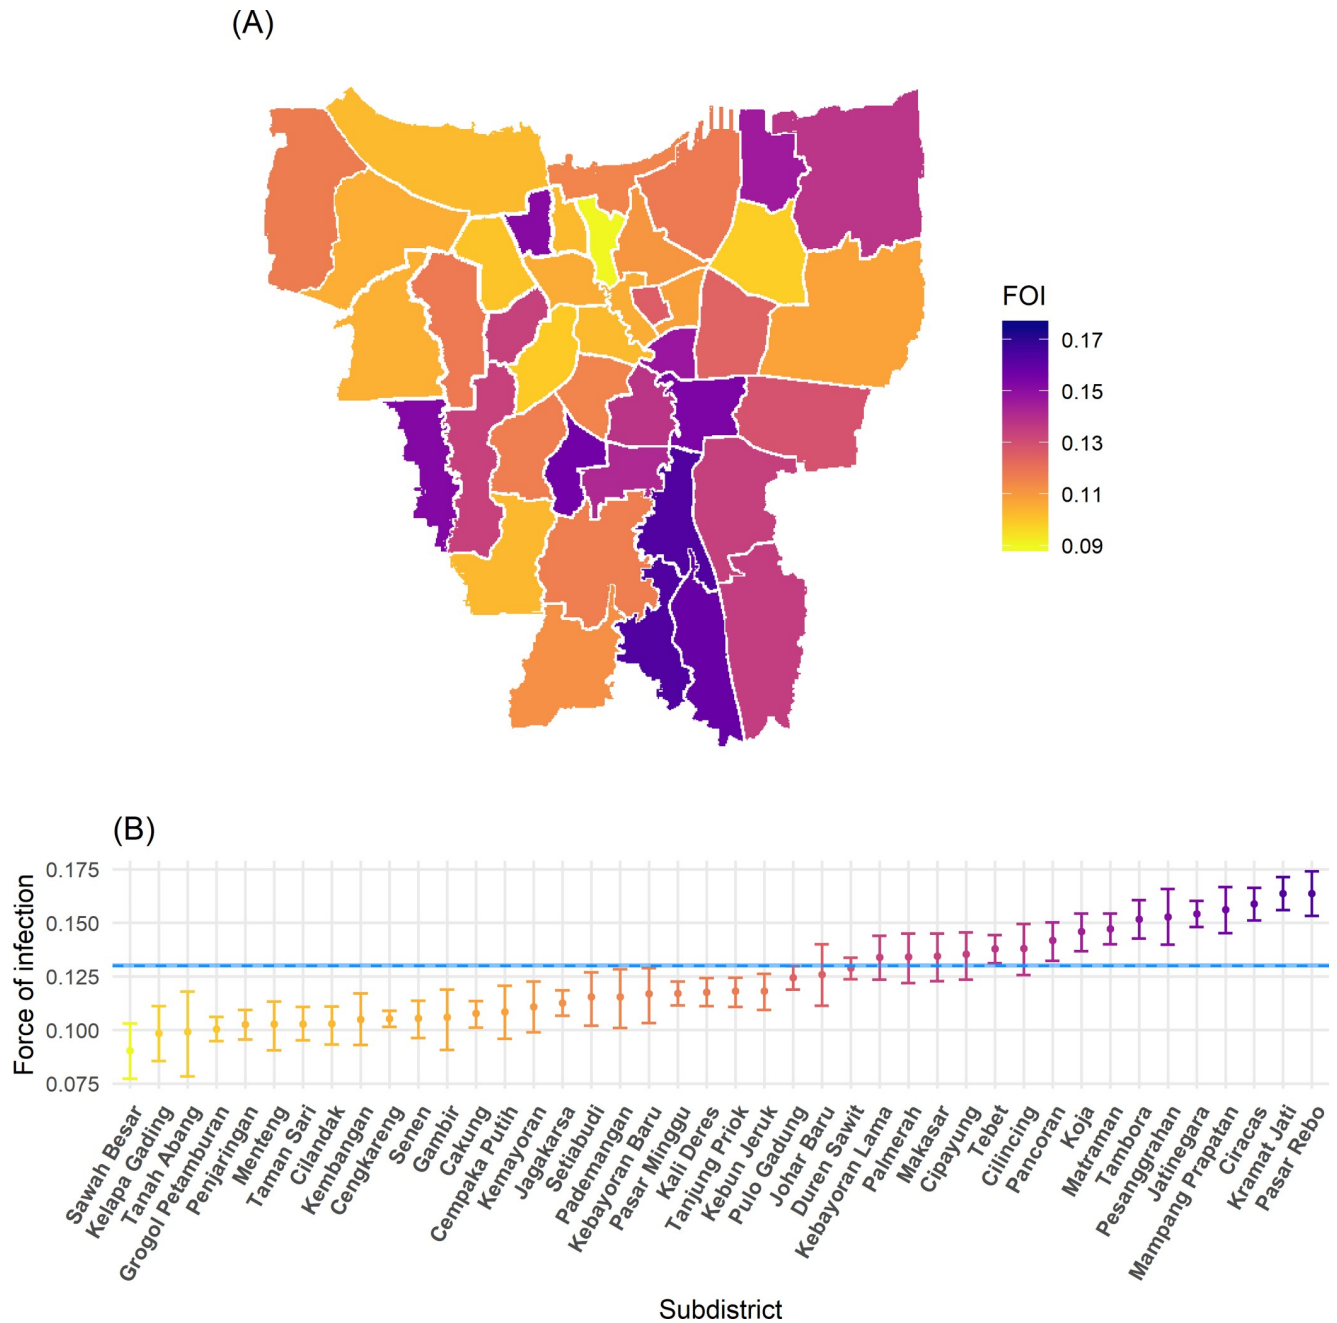 (A)
FOI
0.17
0.15
0.13
0.11
0.09
(B)
Force of infection
0.175
0.150
0.125
0.100
0.075
Sawah Besar
Kelapa Gading
Tanah Abang
Grogol Petamburan
Penjaringan
Menteng
Taman Sari
Cilandak
Kembangan
Cengkareng
Senen
Gambir
Cakung
Cempaka Putih
Kemayoran
Jagakarsa
Setiabudi
Pademangan
Kebayoran Baru
Pasar Minggu
Kali Deres
Tanjung Priok
Kebun Jeruk
Pulo Gadung
Johar Baru
Duren Sawit
Kebayoran Lama
Palmerah
Makasar
Cipayung
Tebet
Cilincing
Pancoran
Koja
Matraman
Tambora
Pesanggrahan
Jatinegara
Mampang Prapatan
Ciracas
Kramat Jati
Pasar Rebo
Subdistrict